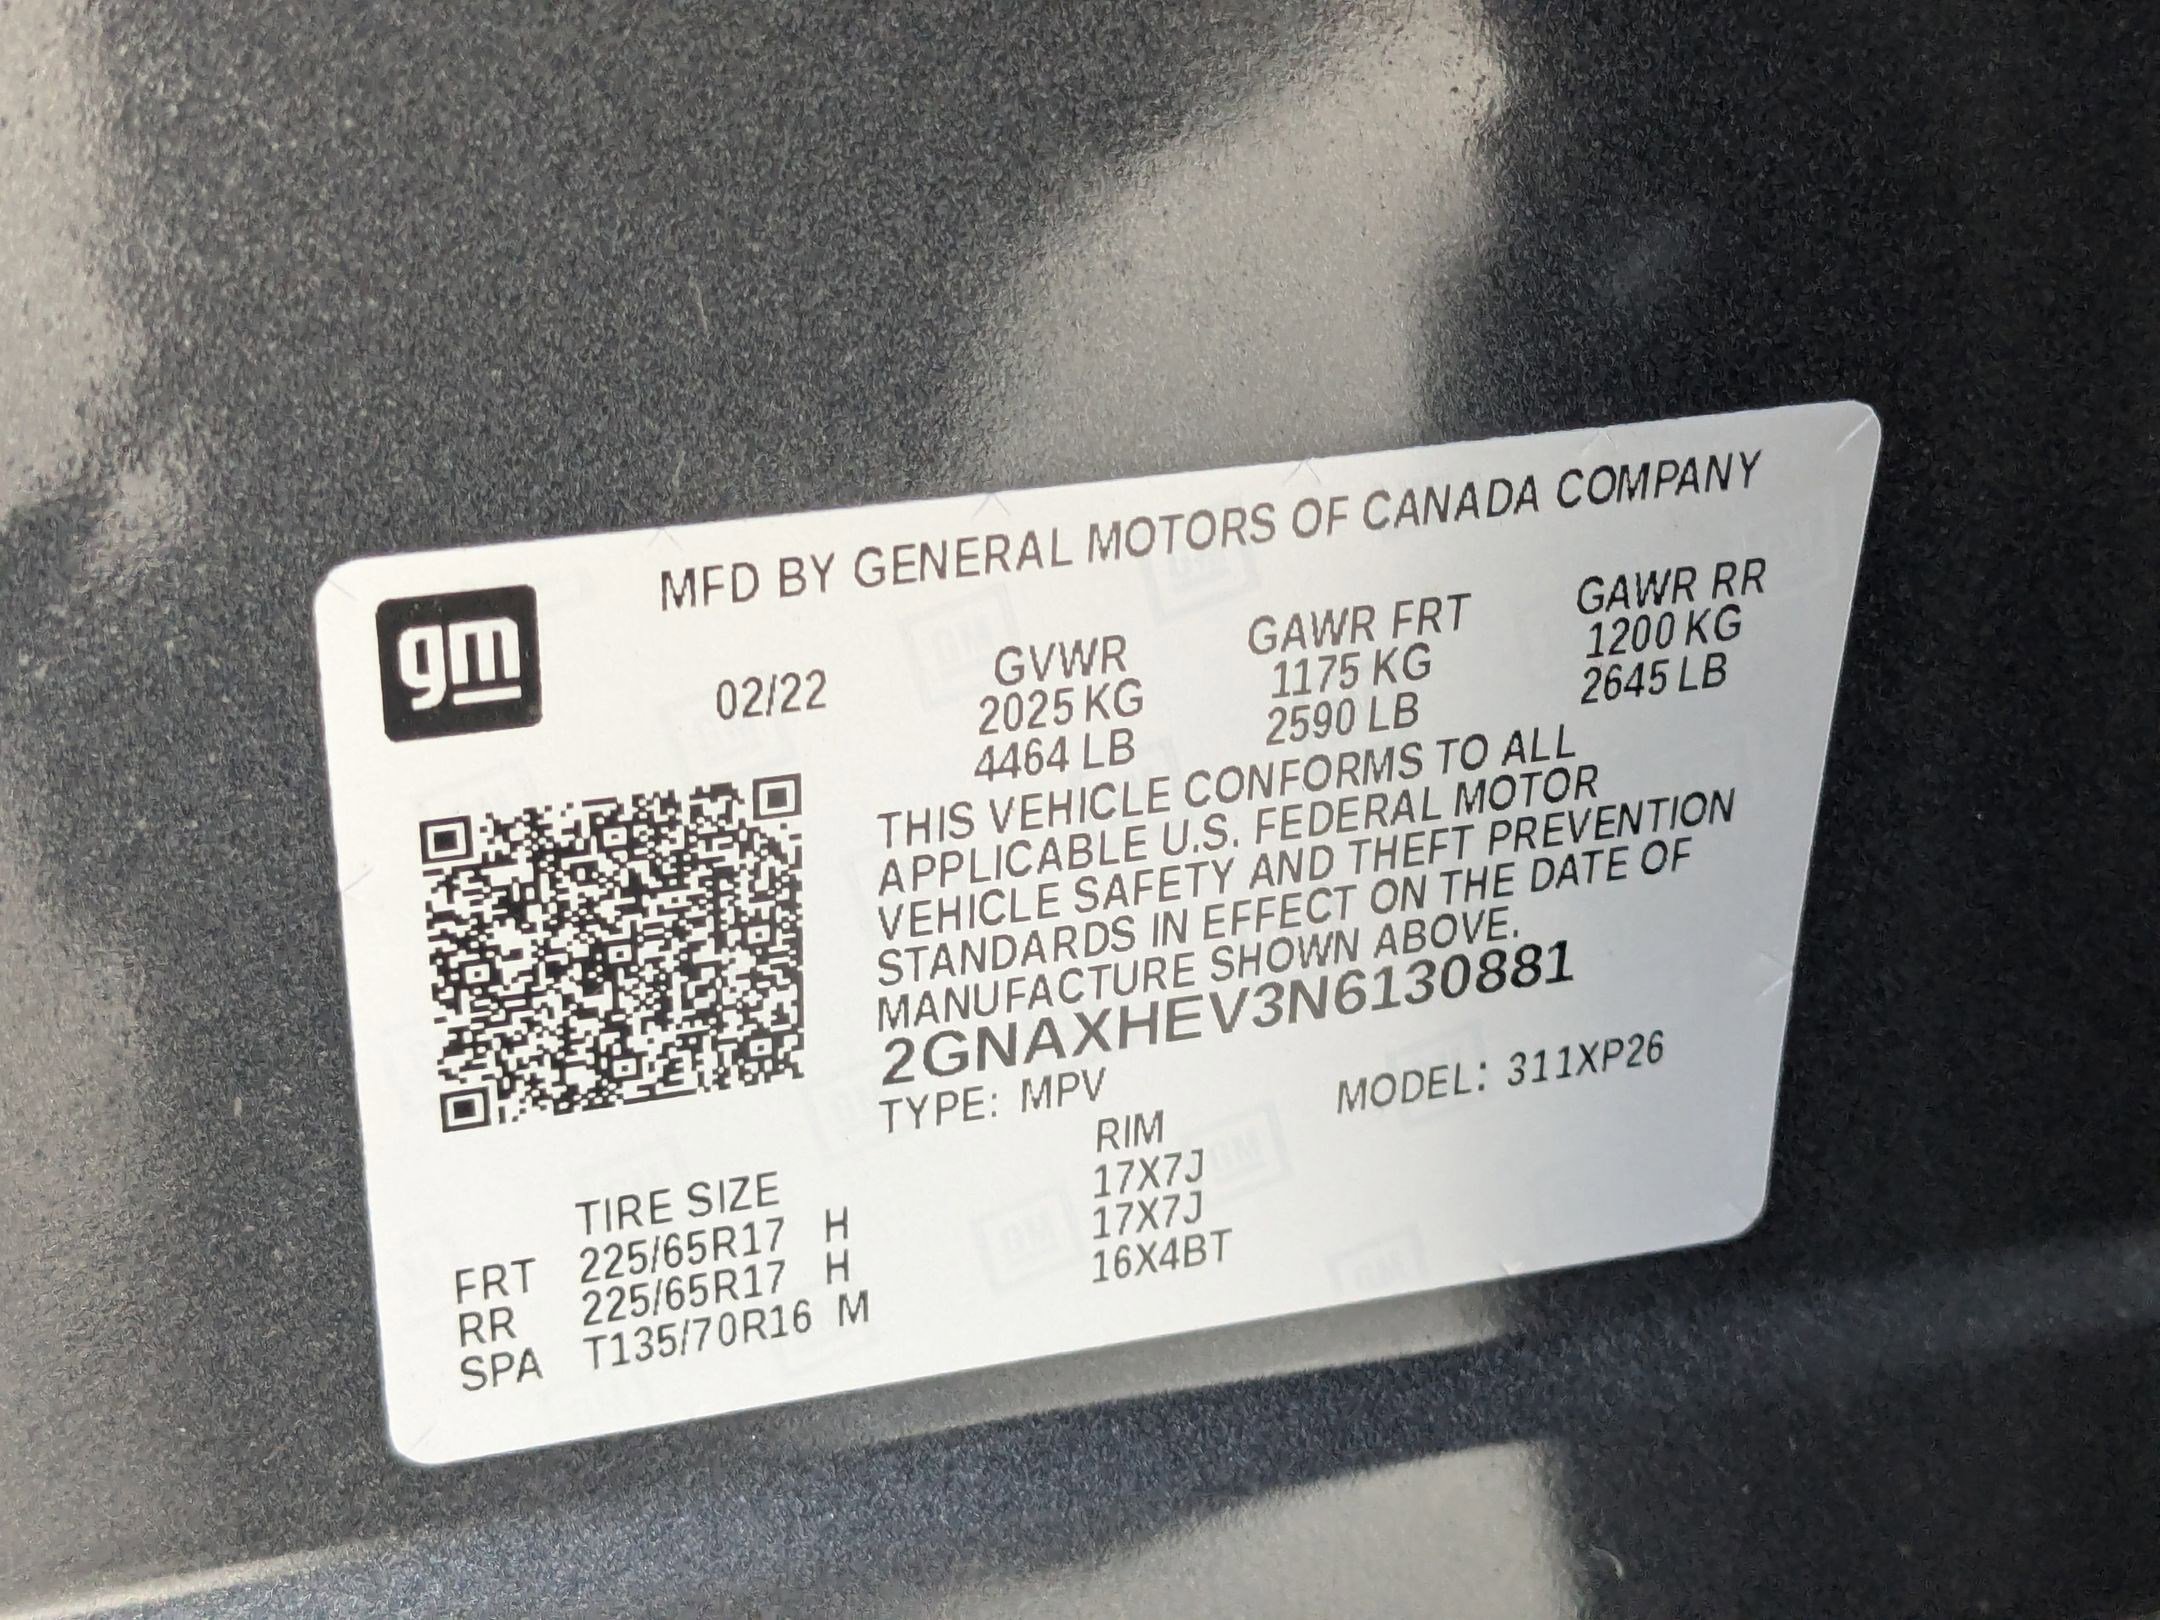 gm
MFD BY GENERAL MOTORS OF CANADA COMPANY
02/22
GVWR GAWR FRT GAWR RR
2025 KG 1175 KG 1200 KG
4464 LB 2590 LB 2645 LB
THIS VEHICLE CONFORMS TO ALL
APPLICABLE U.S. FEDERAL MOTOR
VEHICLE SAFETY AND THEFT PREVENTION
STANDARDS IN EFFECT ON THE DATE OF
MANUFACTURE SHOWN ABOVE.
2GNAXHEV3N6130881
TYPE: MPV MODEL: 311XP26
TIRE SIZE RIM
FRT 225/65R17 H 17X7J
RR 225/65R17 H 17X7J
SPA T135/70R16 M 16X4BT